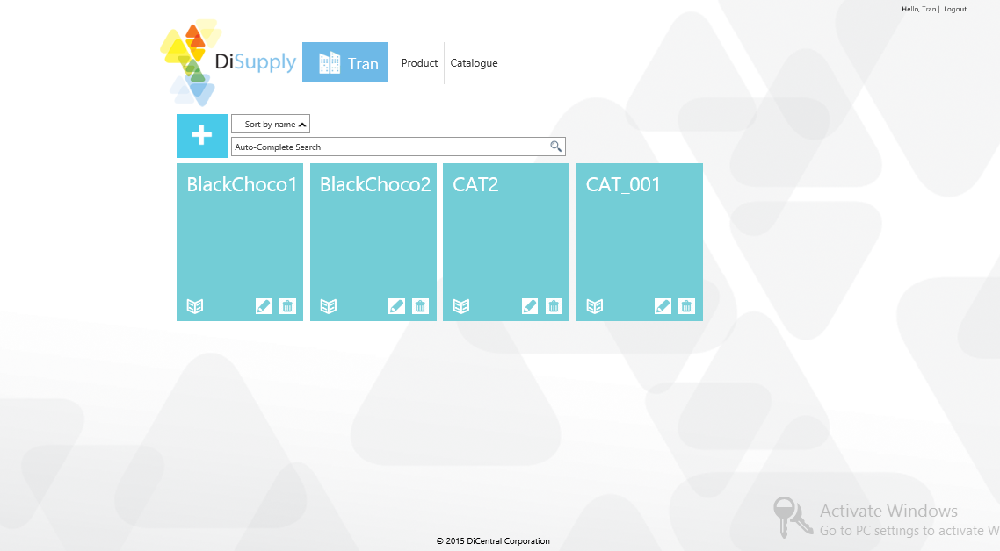 Hello, Tran | Logout
DiSupply
Tran
Product
Catalogue
Sort by name
Auto-Complete Search
BlackChoco1
BlackChoco2
CAT2
CAT_001
Activate Windows
Go to PC settings to activate W
© 2015 DiCentral Corporation